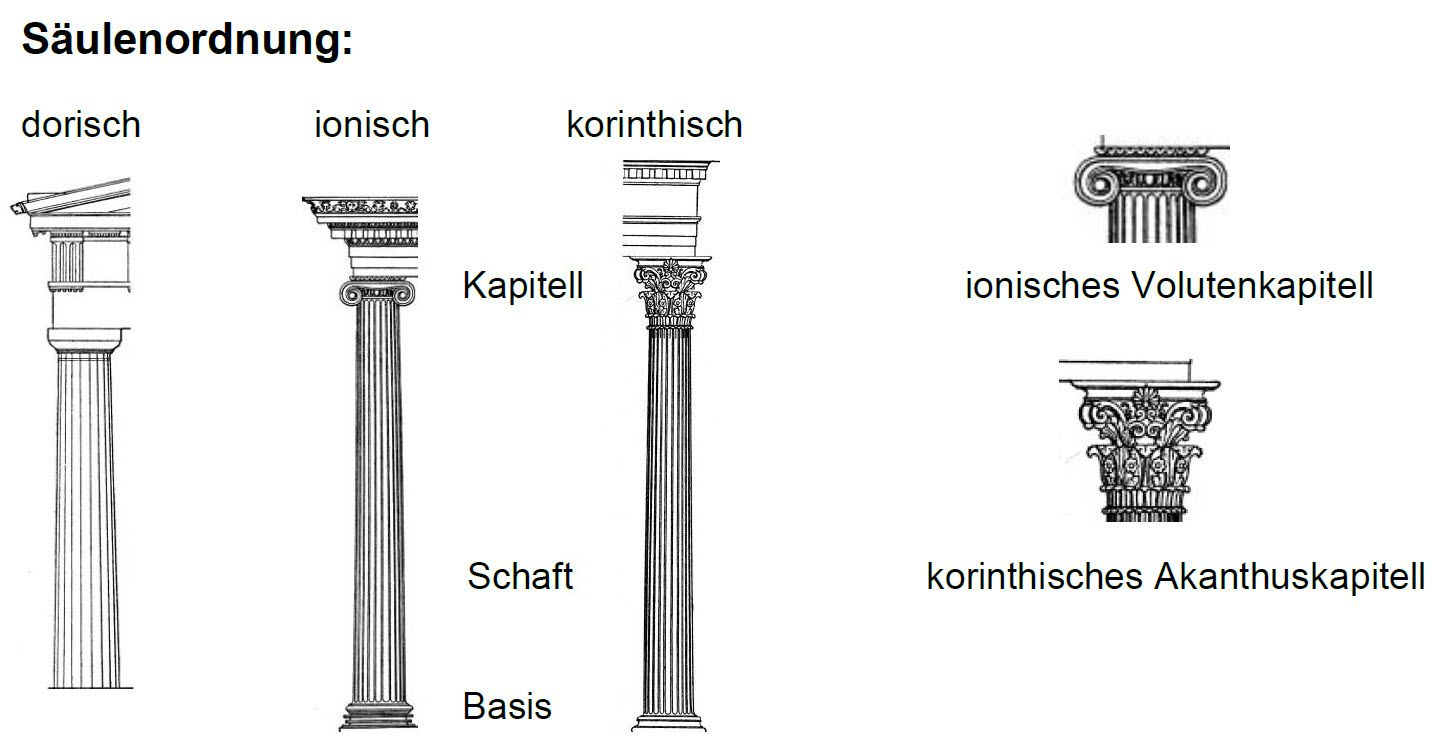 Säulenordnung:
dorisch
ionisch
korinthisch
Kapitell
ionisches Volutenkapitell
Schaft
korinthisches Akanthuskapitell
Basis